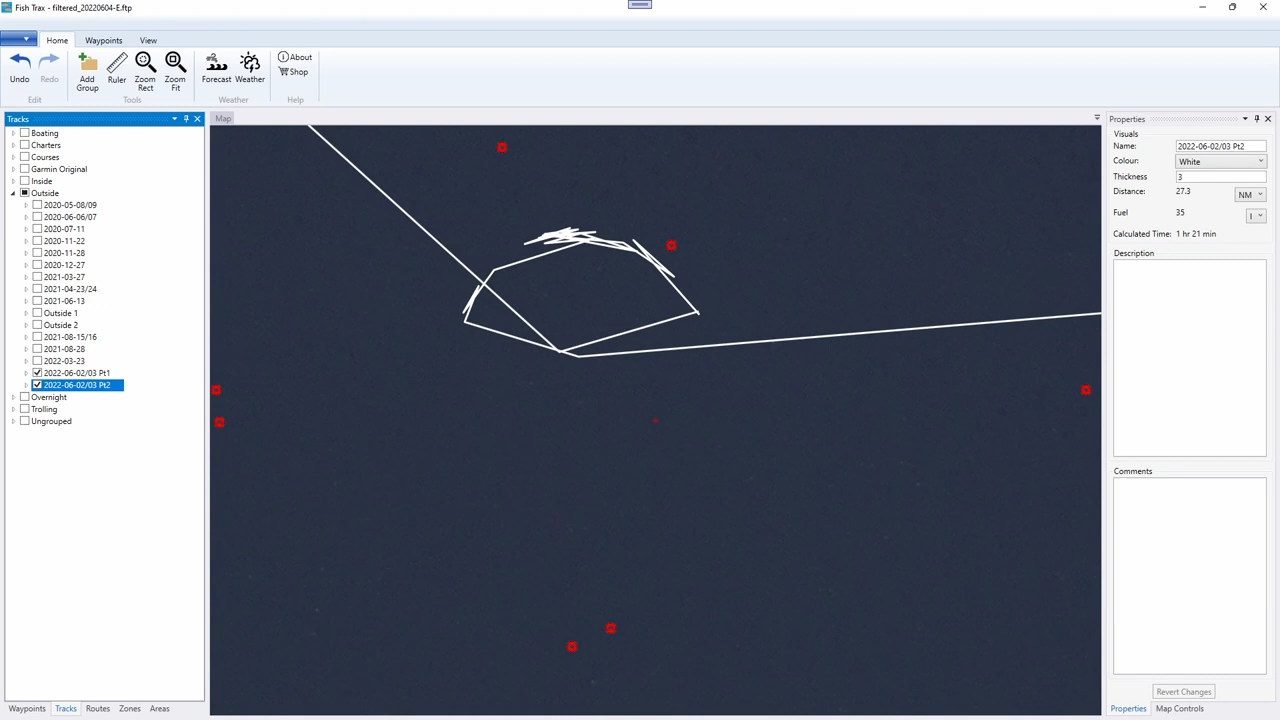 Fish Trax - filtered_20220604-E.ftp
Home Waypoints View
Undo Redo Add Group Ruler Zoom Rect Zoom Fit Forecast Weather About
Shop
Edit Tools Weather Help
Tracks
Boating
Charters
Courses
Garmin Original
Inside
Outside
2020-05-08/09
2020-06-06/07
2020-07-11
2020-11-22
2020-11-28
2020-12-27
2021-03-27
2021-04-23/24
2021-06-13
Outside 1
Outside 2
2021-08-15/16
2021-08-28
2022-03-23
2022-06-02/03 Pt1
2022-06-02/03 Pt2
Overnight
Trolling
Ungrouped
Waypoints Tracks Routes Zones Areas
Map
Properties
Visuals
Name: 2022-06-02/03 Pt2
Colour: White
Thickness 3
Distance: 27.3 NM
Fuel 35 l
Calculated Time: 1 hr 21 min
Description
Comments
Revert Changes
Properties Map Controls